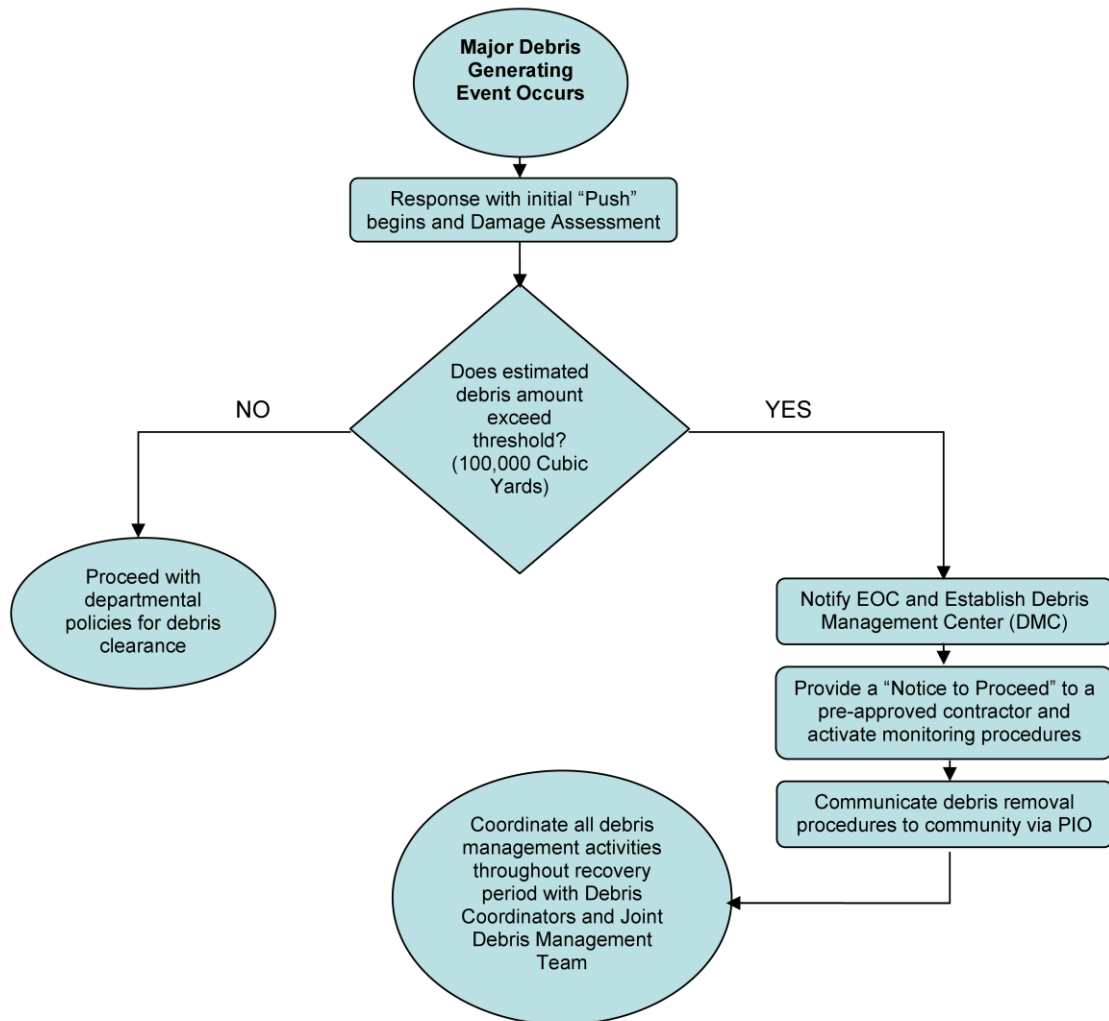 Major Debris
Generating
Event Occurs
Response with initial “Push”
begins and Damage Assessment
Does estimated
debris amount
exceed
threshold?
(100,000 Cubic
Yards)
NO
YES
Proceed with
departmental
policies for debris
clearance
Notify EOC and Establish Debris
Management Center (DMC)
Provide a “Notice to Proceed” to a
pre-approved contractor and
activate monitoring procedures
Communicate debris removal
procedures to community via PIO
Coordinate all debris
management activities
throughout recovery
period with Debris
Coordinators and Joint
Debris Management
Team